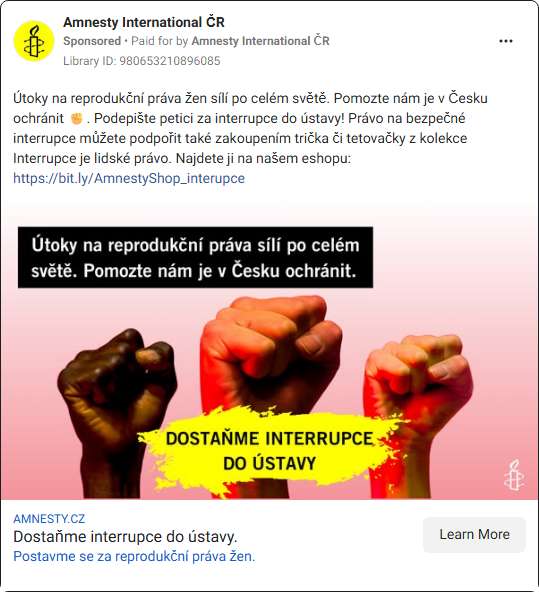 Amnesty International ČR
Sponsored • Paid for by Amnesty International ČR
Library ID: 980653210896085
Útoky na reprodukční práva žen sílí po celém světě. Pomozte nám je v Česku
ochránit ✊ . Podepište petici za interrupce do ústavy! Právo na bezpečné
interrupce můžete podpořit také zakoupením trička či tetovačky z kolekce
Interrupce je lidské právo. Najdete ji na našem eshopu:
https://bit.ly/AmnestyShop_interupce
Útoky na reprodukční práva sílí po celém
světě. Pomozte nám je v Česku ochránit.
DOSTAŇME INTERRUPCE
DO ÚSTAVY
AMNESTY.CZ
Dostaňme interrupce do ústavy.
Postavme se za reprodukční práva žen.
Learn More